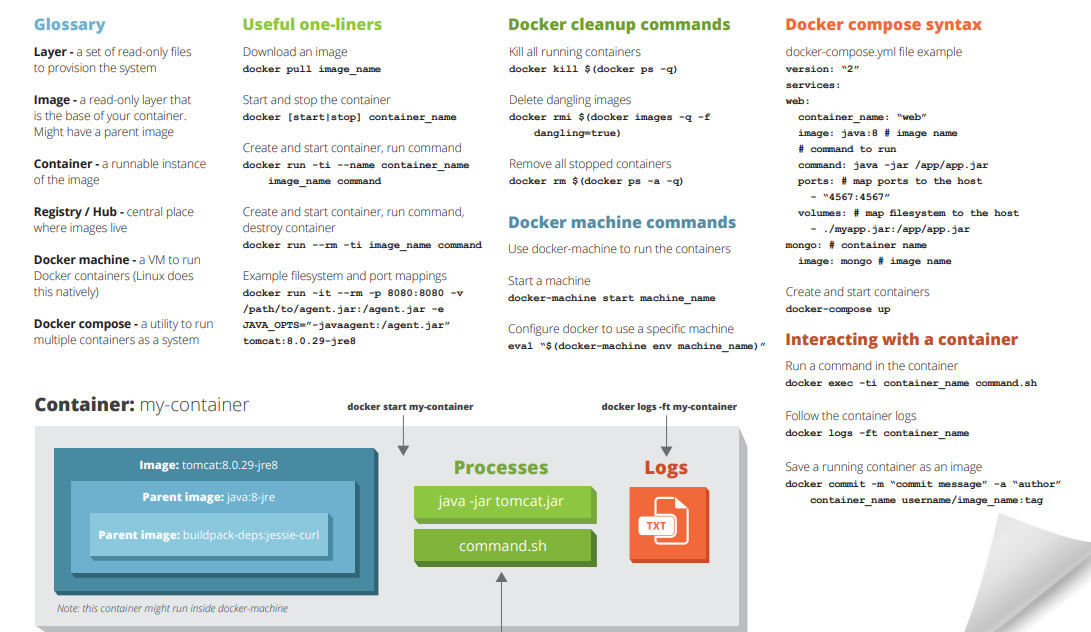 Glossary
Layer - a set of read-only files
to provision the system
Image - a read-only layer that
is the base of your container.
Might have a parent image
Container - a runnable instance
of the image
Registry / Hub - central place
where images live
Docker machine - a VM to run
Docker containers (Linux does
this natively)
Docker compose - a utility to run
multiple containers as a system
Useful one-liners
Download an image
docker pull image_name
Start and stop the container
docker [start|stop] container_name
Create and start container, run command
docker run -ti --name container_name
image_name command
Create and start container, run command,
destroy container
docker run --rm -ti image_name command
Example filesystem and port mappings
docker run -it --rm -p 8080:8080 -v
/path/to/agent.jar:/agent.jar -e
JAVA_OPTS=”-javaagent:/agent.jar”
tomcat:8.0.29-jre8
Docker cleanup commands
Kill all running containers
docker kill $(docker ps -q)
Delete dangling images
docker rmi $(docker images -q -f
dangling=true)
Remove all stopped containers
docker rm $(docker ps -a -q)
Docker machine commands
Use docker-machine to run the containers
Start a machine
docker-machine start machine_name
Configure docker to use a specific machine
eval “$(docker-machine env machine_name)”
Docker compose syntax
docker-compose.yml file example
version: “2”
services:
web:
container_name: “web”
image: java:8 # image name
# command to run
command: java -jar /app/app.jar
ports: # map ports to the host
- “4567:4567”
volumes: # map filesystem to the host
- ./myapp.jar:/app/app.jar
mongo: # container name
image: mongo # image name
Create and start containers
docker-compose up
Interacting with a container
Run a command in the container
docker exec -ti container_name command.sh
Follow the container logs
docker logs -ft container_name
Save a running container as an image
docker commit -m “commit message” -a “author”
container_name username/image_name:tag
Container: my-container
docker start my-container
docker logs -ft my-container
Image: tomcat:8.0.29-jre8
Parent image: java:8-jre
Parent image: buildpack-deps:jessie-curl
Note: this container might run inside docker-machine
Processes
java -jar tomcat.jar
command.sh
Logs
TXT